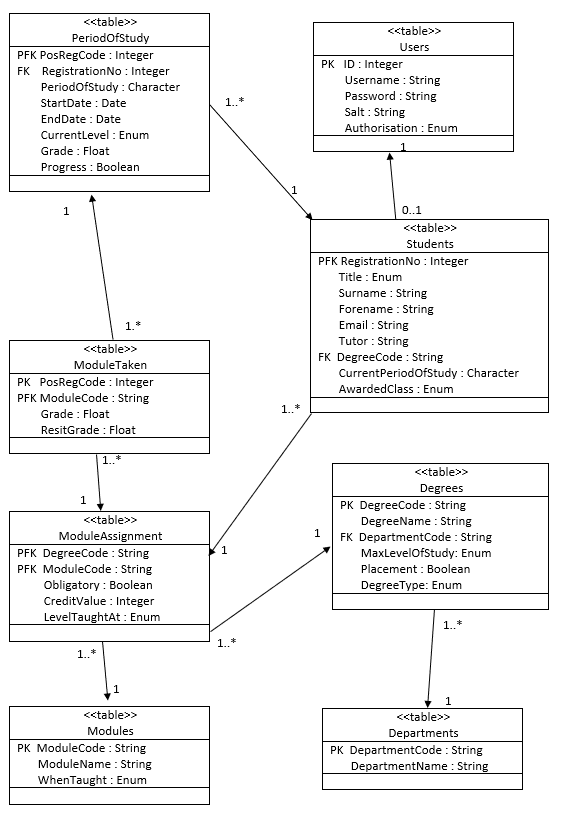 <<table>>
PeriodOfStudy
PFK PosRegCode : Integer
FK RegistrationNo : Integer
PeriodOfStudy : Character
StartDate : Date
EndDate : Date
CurrentLevel : Enum
Grade : Float
Progress : Boolean
<<table>>
Users
PK ID : Integer
Username : String
Password : String
Salt : String
Authorisation : Enum
1..*
1
1
0..1
<<table>>
Students
PFK RegistrationNo : Integer
Title : Enum
Surname : String
Forename : String
Email : String
Tutor : String
FK DegreeCode : String
CurrentPeriodOfStudy : Character
AwardedClass : Enum
1
1.*
<<table>>
ModuleTaken
PK PosRegCode : Integer
PFK ModuleCode : String
Grade : Float
ResitGrade : Float
1..*
1
1..*
1
<<table>>
ModuleAssignment
PFK DegreeCode : String
PFK ModuleCode : String
Obligatory : Boolean
CreditValue : Integer
LevelTaughtAt : Enum
1
1..*
<<table>>
Degrees
PK DegreeCode : String
DegreeName : String
FK DepartmentCode : String
MaxLevelOfStudy: Enum
Placement : Boolean
DegreeType: Enum
1..*
1
1..*
1
<<table>>
Modules
PK ModuleCode : String
ModuleName : String
WhenTaught : Enum
<<table>>
Departments
PK DepartmentCode : String
DepartmentName : String